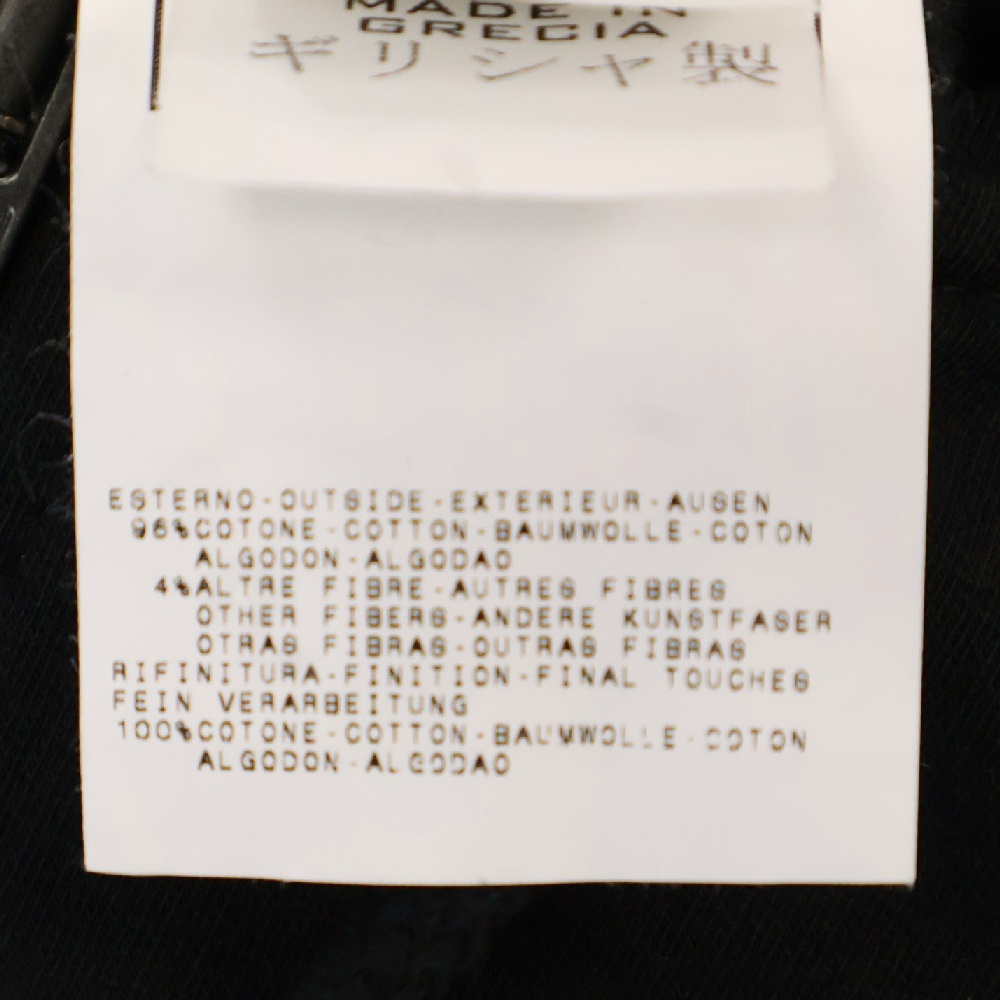 MADE IN
GRECIA
ギリシャ製
ESTERNO-OUTSIDE-EXTERIEUR-AUSEN
96%COTONE-COTTON-BAUMWOLLE-COTON
ALGODON-ALGODAO
4%ALTRE FIBRE-AUTRES FIBRES
OTHER FIBERS-ANDERE KUNSTFASER
OTRAS FIBRAS-OUTRAS FIBRAS
RIFINITURA-FINITION-FINAL TOUCHES
FEIN VERARBEITUNG
100%COTONE-COTTON-BAUMWOLLE-COTON
ALGODON-ALGODAO